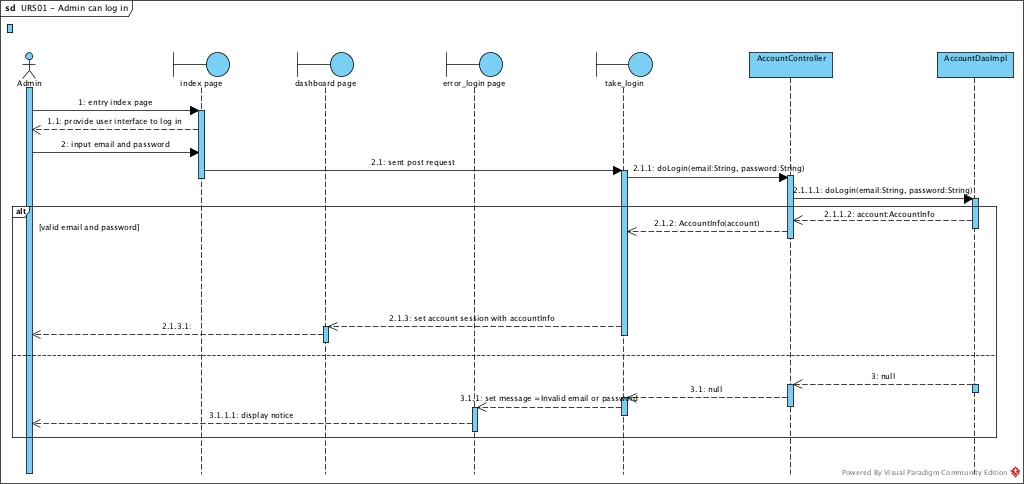 sd URS01 - Admin can log in
Admin
index page
dashboard page
error_login page
take_login
AccountController
AccountDaoImpl
1: entry index page
1.1: provide user interface to log in
2: input email and password
2.1: sent post request
2.1.1: doLogin(email:String, password:String)
2.1.1.1: doLogin(email:String, password:String)
alt
[valid email and password]
2.1.1.2: account:AccountInfo
2.1.2: AccountInfo(account)
2.1.3: set account session with accountInfo
2.1.3.1:
3: null
3.1: null
3.1.1: set message =Invalid email or password
3.1.1.1: display notice
Powered By Visual Paradigm Community Edition